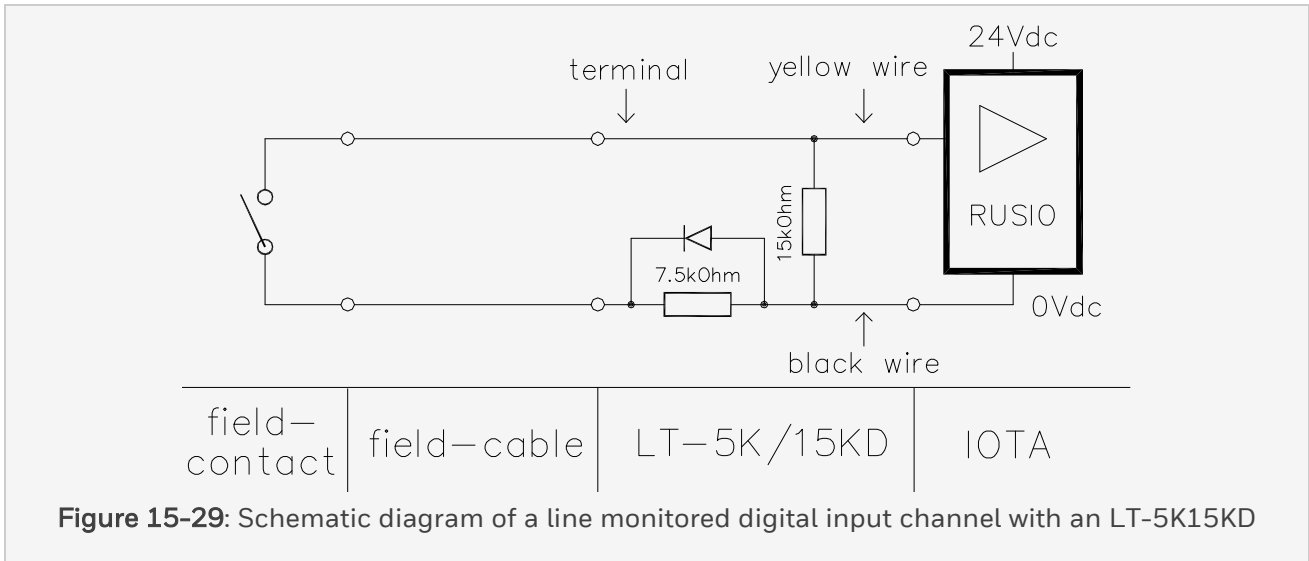 24Vdc
terminal
yellow wire
RUSIO
15kOhm
7.5kOhm
0Vdc
black wire
field-
contact
field-cable
LT-5K/15KD
IOTA
Figure 15-29: Schematic diagram of a line monitored digital input channel with an LT-5K15KD